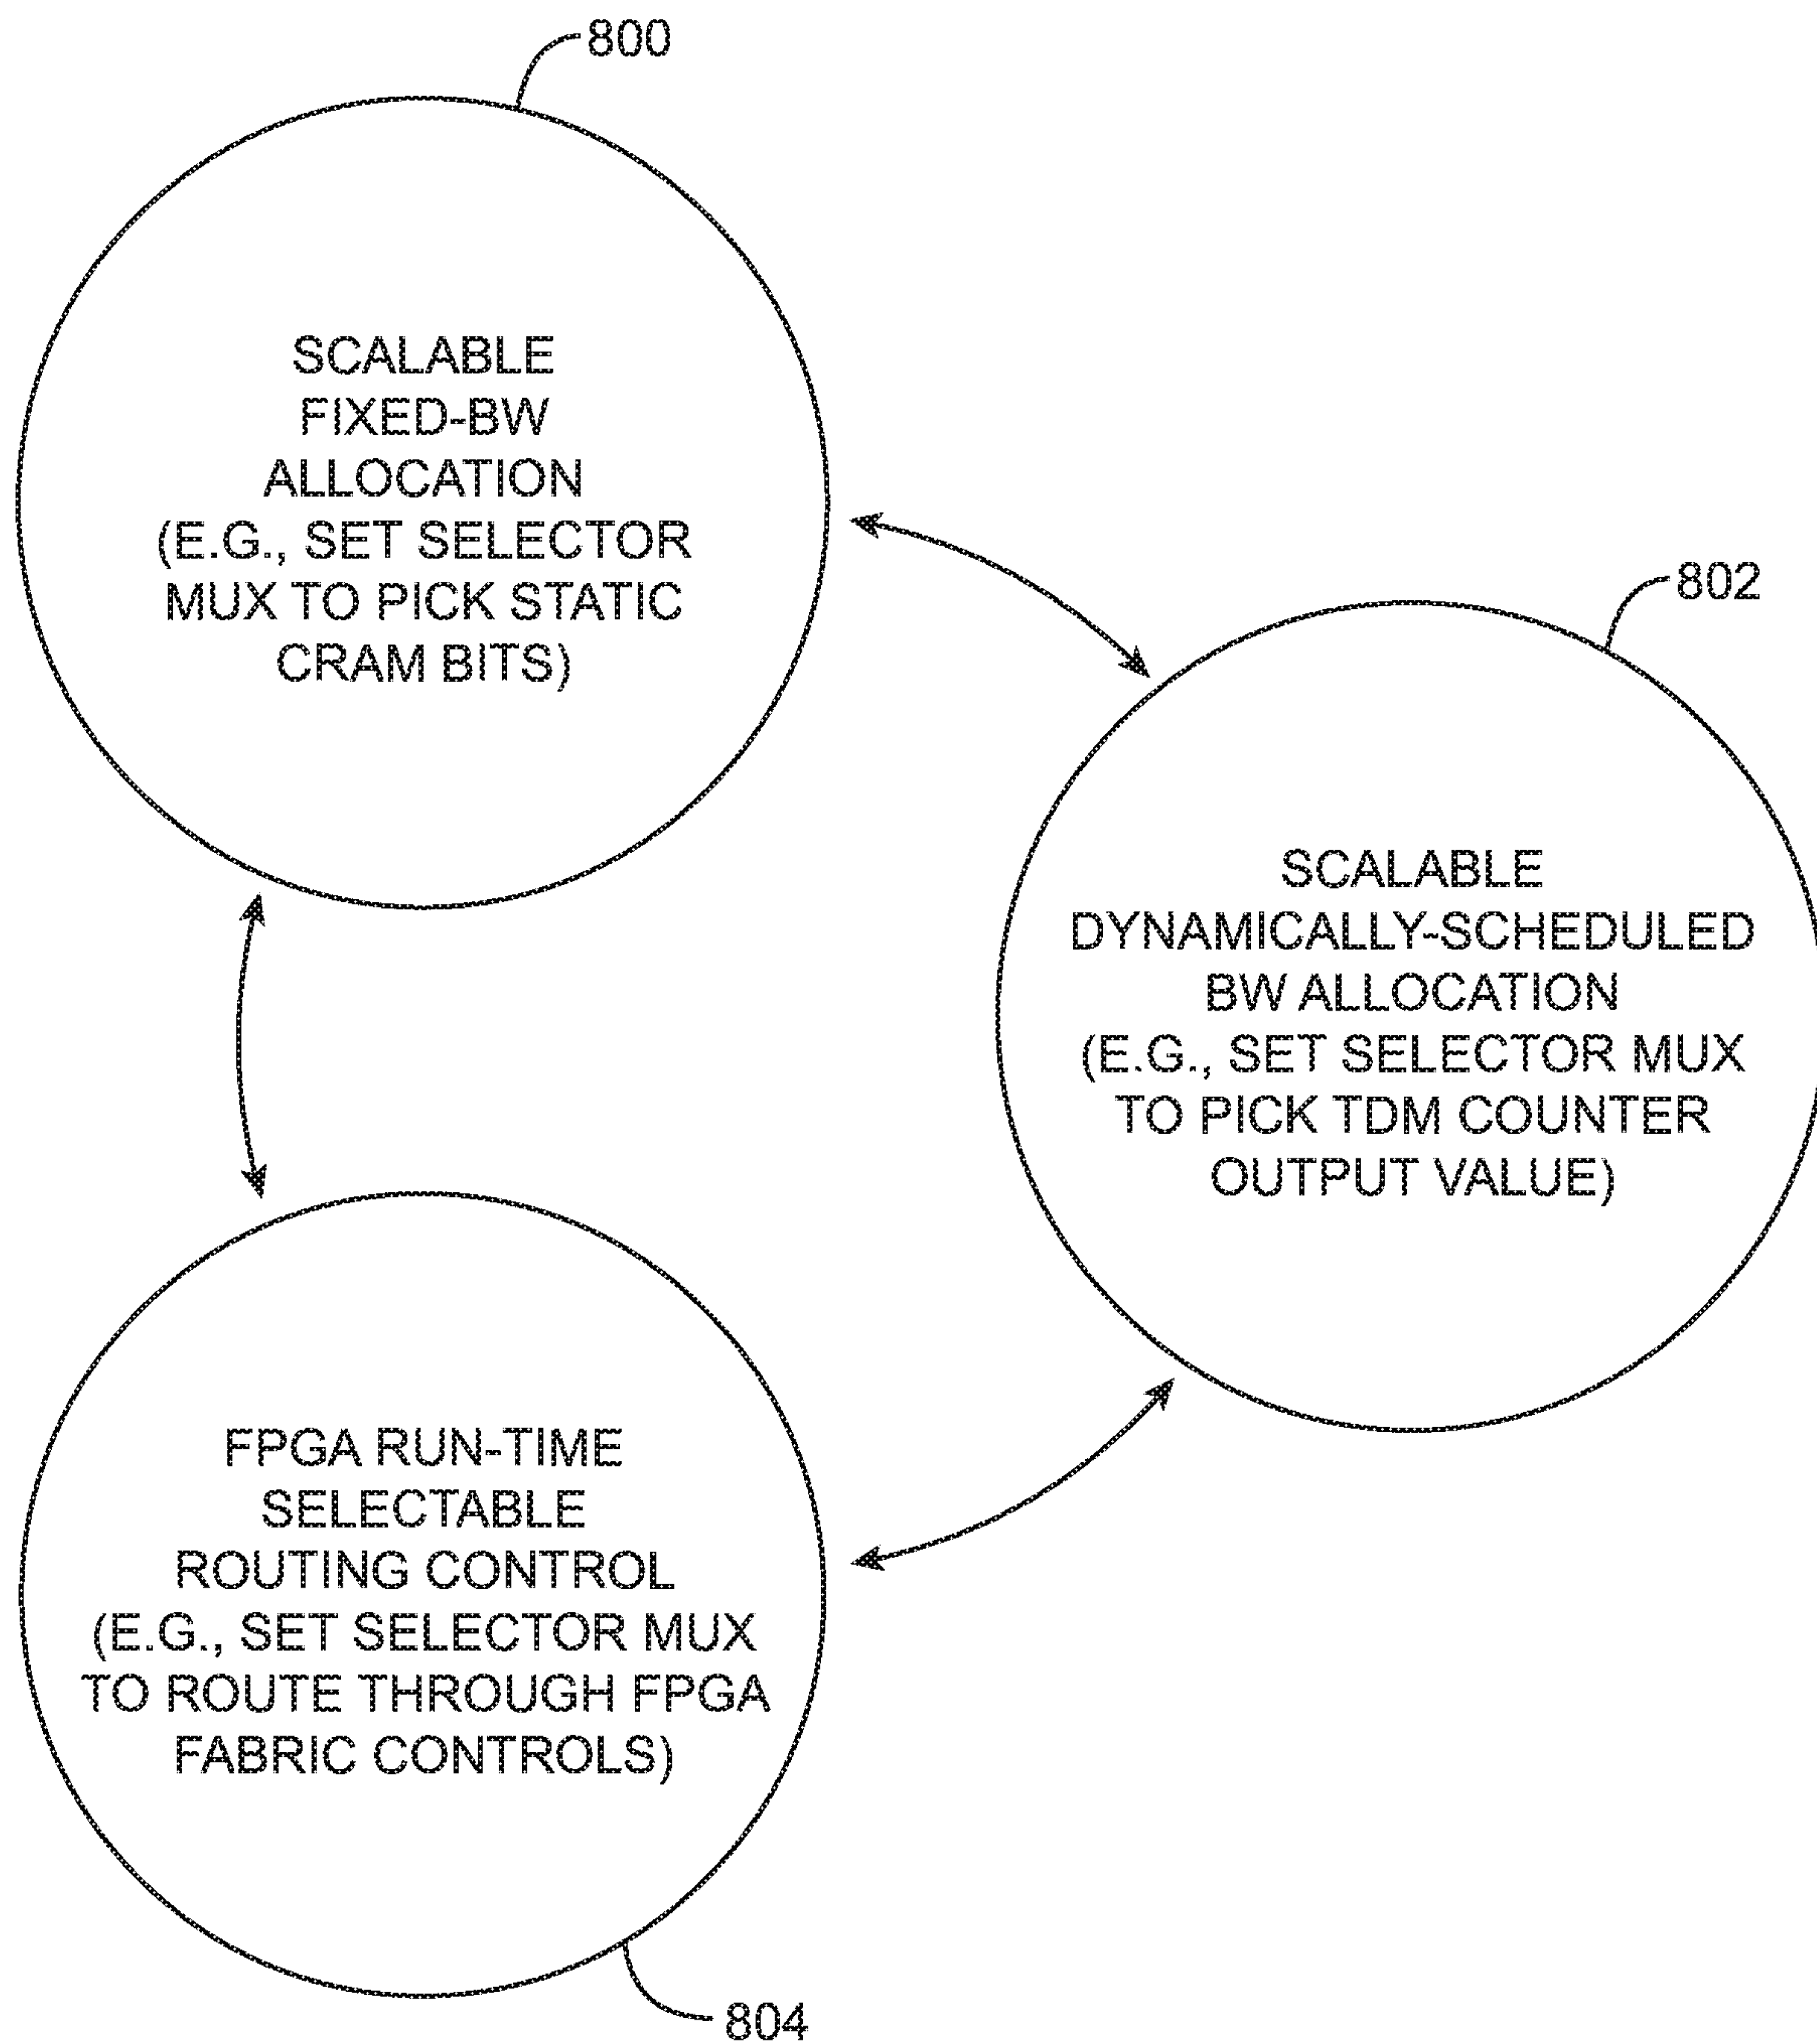 800
SCALABLE
FIXED-BW
ALLOCATION
(E.G., SET SELECTOR
MUX TO PICK STATIC
CRAM BITS)
802
SCALABLE
DYNAMICALLY-SCHEDULED
BW ALLOCATION
(E.G., SET SELECTOR MUX
TO PICK TDM COUNTER
OUTPUT VALUE)
FPGA RUN-TIME
SELECTABLE
ROUTING CONTROL
(E.G., SET SELECTOR MUX
TO ROUTE THROUGH FPGA
FABRIC CONTROLS)
804